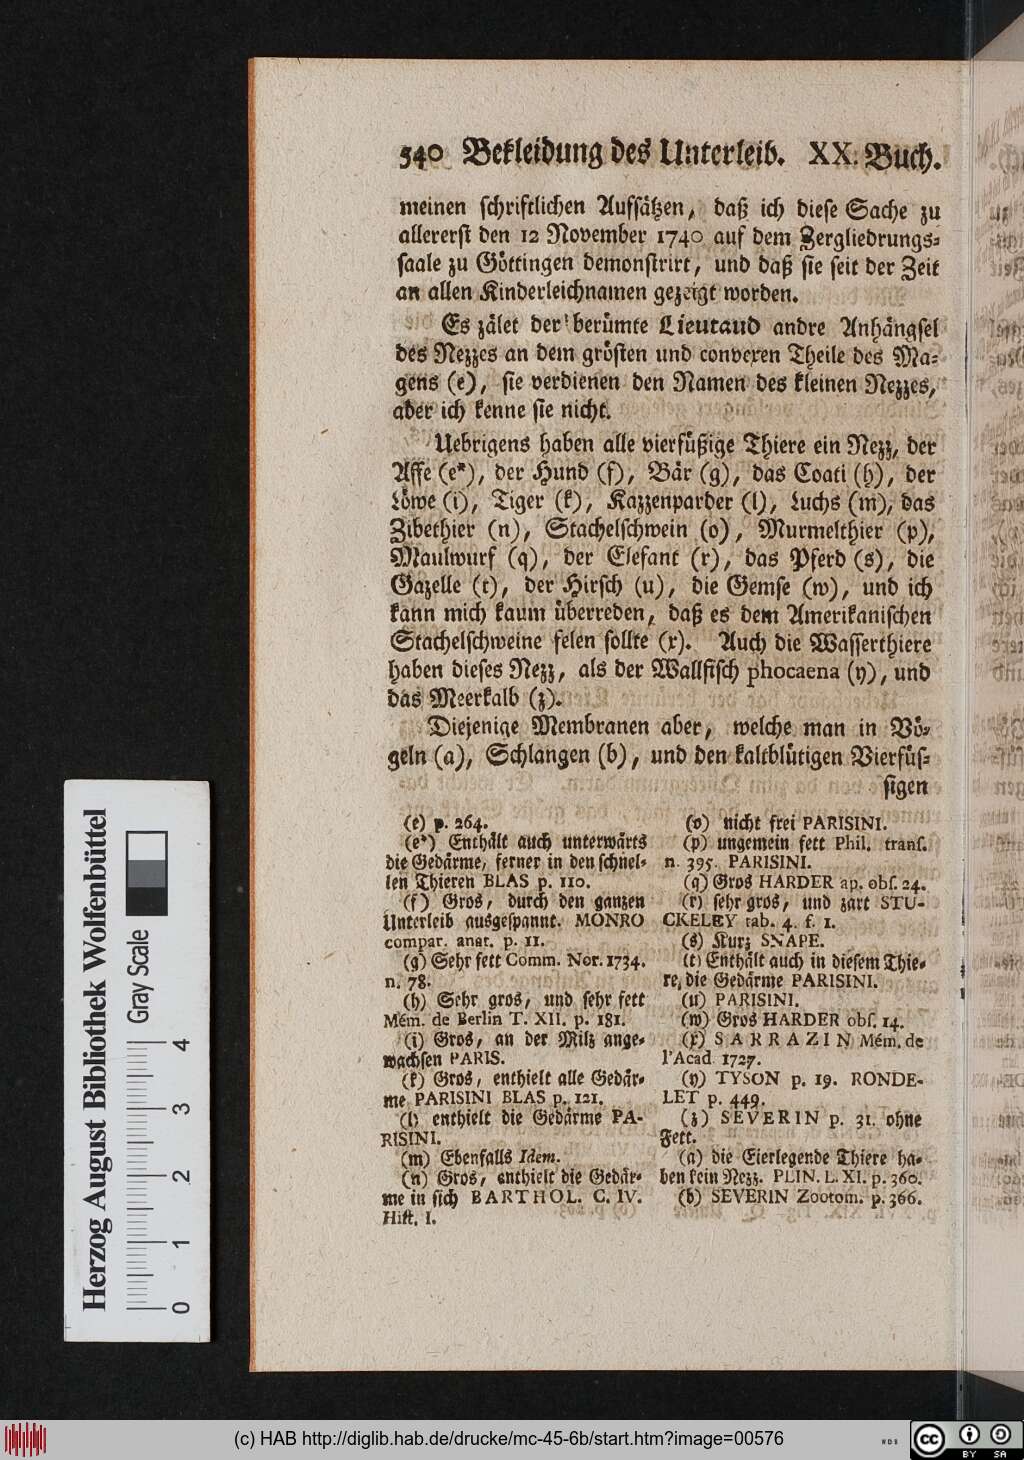 540 Bekleidung des Unterleib. XX. Buch.
meinen schriftlichen Aufsäzen, daß ich diese Sache zu
allererst den 12 November 1740 auf dem Zergliedrungs-
saale zu Göttingen demonstrirt, und daß sie seit der Zeit
an allen Kinderleichnamen gezeigt worden.
Es zälet der berümte Lieutaud andre Anhängsel
des Nezzes an dem grösten und convexen Theile des Ma-
gens (e), sie verdienen den Namen des kleinen Nezzes,
aber ich kenne sie nicht.
Uebrigens haben alle vierfüßige Thiere ein Nezz, der
Affe (e*), der Hund (f), Bär (g), das Coati (h), der
Löwe (i), Tiger (k), Kazzenparder (l), Luchs (m), das
Zibethier (n), Stachelschwein (o), Murmelthier (p),
Maulwurf (q), der Elefant (r), das Pferd (s), die
Gazelle (t), der Hirsch (u), die Gemse (w), und ich
kann mich kaum überreden, daß es dem Amerikanischen
Stachelschweine felen sollte (x). Auch die Wasserthiere
haben dieses Nezz, als der Wallfisch phocaena (y), und
das Meerkalb (z).
Diejenige Membranen aber, welche man in Vö-
geln (a), Schlangen (b), und den kaltblütigen Vierfüs-
sigen
(e) p. 264.
(e*) Enthält auch unterwärts
die Gedärme, ferner in den schnel-
len Thieren BLAS p. 110.
(f) Gros, durch den ganzen
Unterleib ausgespannt. MONRO
compar. anat. p. 11.
(g) Sehr fett Comm. Nor. 1734.
n. 78.
(h) Sehr gros, und sehr fett
Mém. de Berlin T. XII. p. 181.
(i) Gros, an der Milz ange-
wachsen PARIS.
(k) Gros, enthielt alle Gedär-
me PARISINI BLAS p. 121.
(l) enthielt die Gedärme PA-
RISINI.
(m) Ebenfalls Idem.
(n) Gros, enthielt die Gedär-
me in sich BARTHOL. C. IV.
Hist. I.
(o) nicht frei PARISINI.
(p) ungemein fett Phil. trans.
n. 395. PARISINI.
(q) Gros HARDER ap. obs. 24.
(r) sehr gros, und zart STU-
CKELEY tab. 4. f. 1.
(s) Kurz SNAPE.
(t) Enthält auch in diesem Thie-
re, die Gedärme PARISINI.
(u) PARISINI.
(w) Gros HARDER obs. 14.
(x) SARRAZIN Mém. de
l'Acad. 1727.
(y) TYSON p. 19. RONDE-
LET p. 449.
(z) SEVERIN p. 31. ohne
Fett.
(a) die Eierlegende Thiere ha-
ben kein Nezz. PLIN. L. XI. p. 360.
(b) SEVERIN Zootom. p. 366.
Herzog August Bibliothek Wolfenbüttel
Gray Scale
0 1 2 3 4
(c) HAB http://diglib.hab.de/drucke/mc-45-6b/start.htm?image=00576
cc BY SA